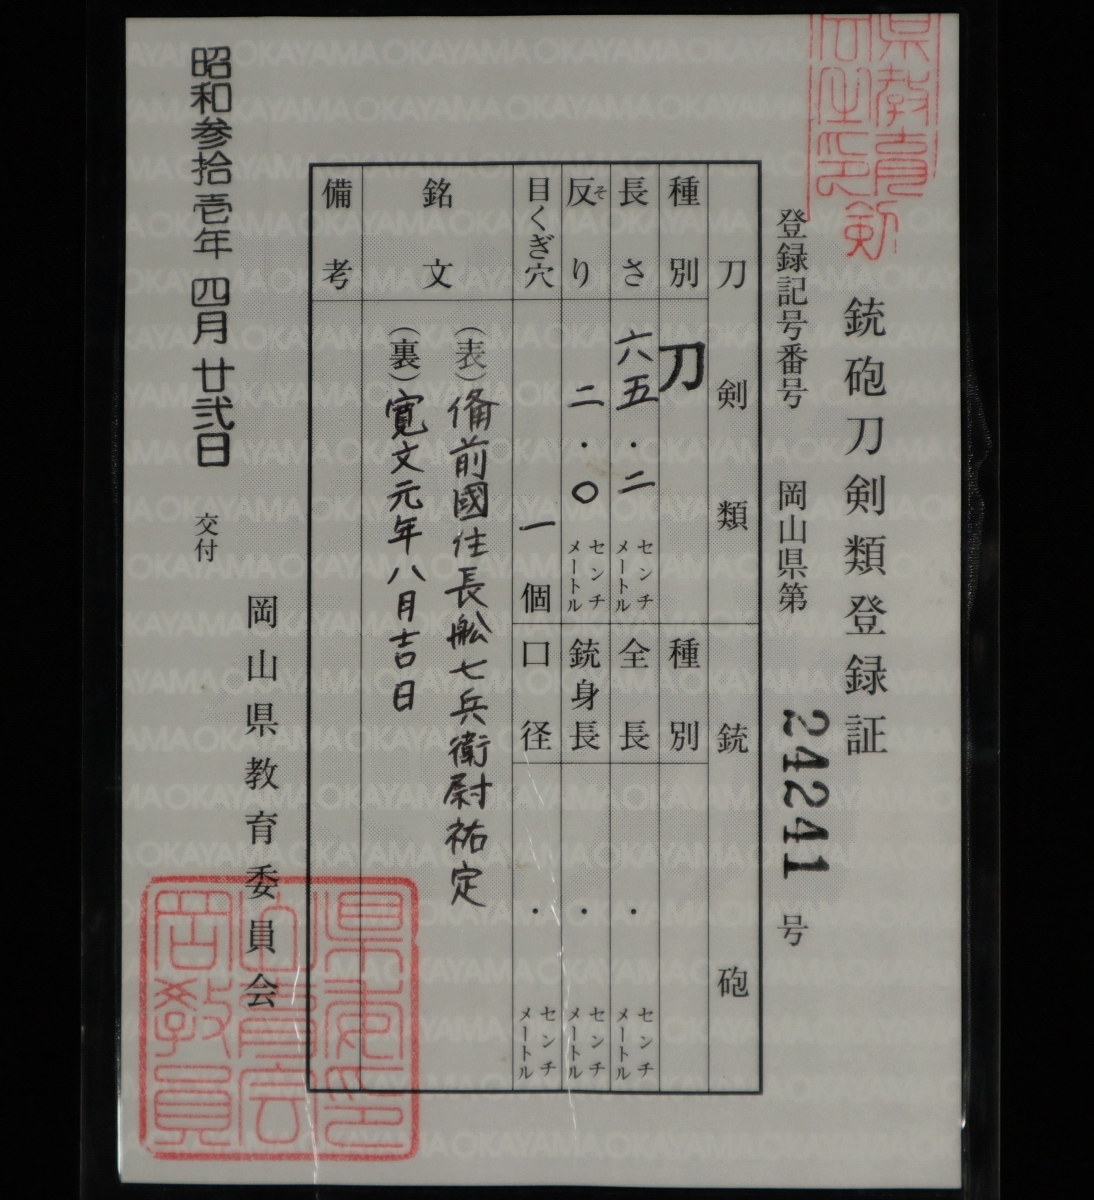 銃砲刀剣類登録証
登録記号番号 岡山県第 24241 号
刀剣類
種別 刀
長さ 六五.二 センチメートル
反り 二.〇 センチメートル
そ
目くぎ穴 一個
銘文
(表)備前國住長舩七兵衛尉祐定
(裏)寛文元年八月吉日
備考
銃砲
種別
全長 . センチメートル
銃身長 . センチメートル
口径 . センチメートル
昭和参拾壱年四月廿弐日 交付
岡山県教育委員会
OKAYAMA